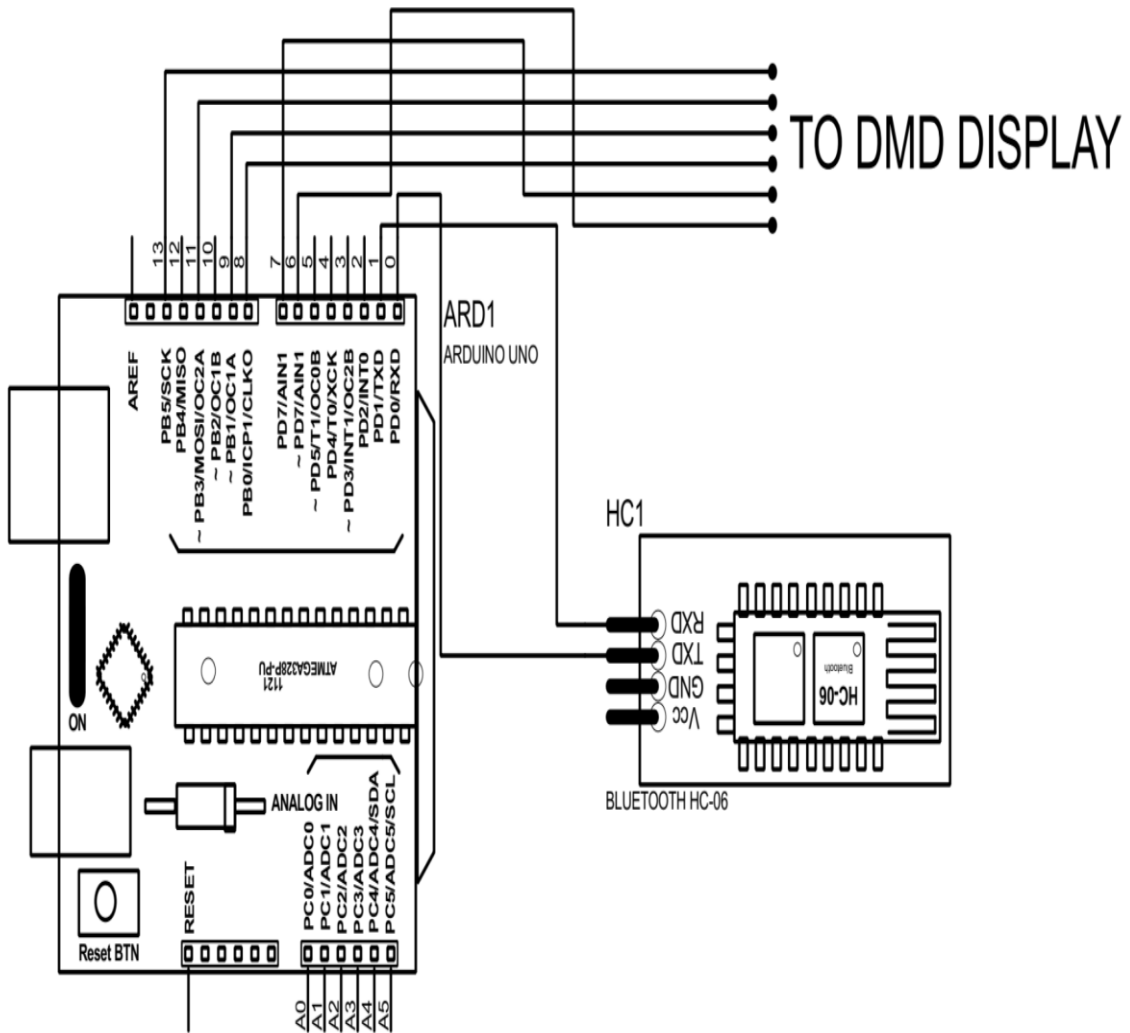 TO DMD DISPLAY
13
12
11
10
9
8
7
6
5
4
3
2
1
0
ARD1
ARDUINO UNO
AREF
PB5/SCK
PB4/MISO
~ PB3/MOSI/OC2A
~ PB2/OC1B
~ PB1/OC1A
PB0/ICP1/CLKO
PD7/AIN1
~ PD7/AIN1
~ PD5/T1/OC0B
PD4/T0/XCK
~ PD3/INT1/OC2B
PD2/INT0
PD1/TXD
PD0/RXD
HC1
RXD
TXD
GND
Vcc
Bluetooth
HC-06
BLUETOOTH HC-06
ATMEGA328P-PU
1121
ON
ANALOG IN
PC0/ADC0
PC1/ADC1
PC2/ADC2
PC3/ADC3
PC4/ADC4/SDA
PC5/ADC5/SCL
RESET
Reset BTN
A0
A1
A2
A3
A4
A5